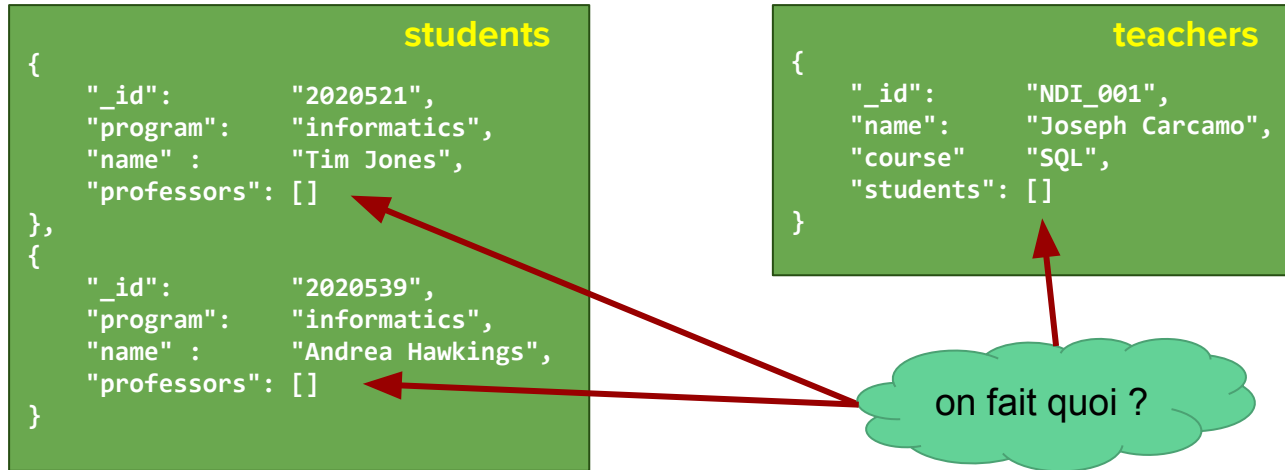 students
{
    "_id":        "2020521",
    "program":    "informatics",
    "name" :      "Tim Jones",
    "professors": []
},
{
    "_id":        "2020539",
    "program":    "informatics",
    "name" :      "Andrea Hawkings",
    "professors": []
}
teachers
{
    "_id":      "NDI_001",
    "name":     "Joseph Carcamo",
    "course"    "SQL",
    "students": []
}
on fait quoi ?